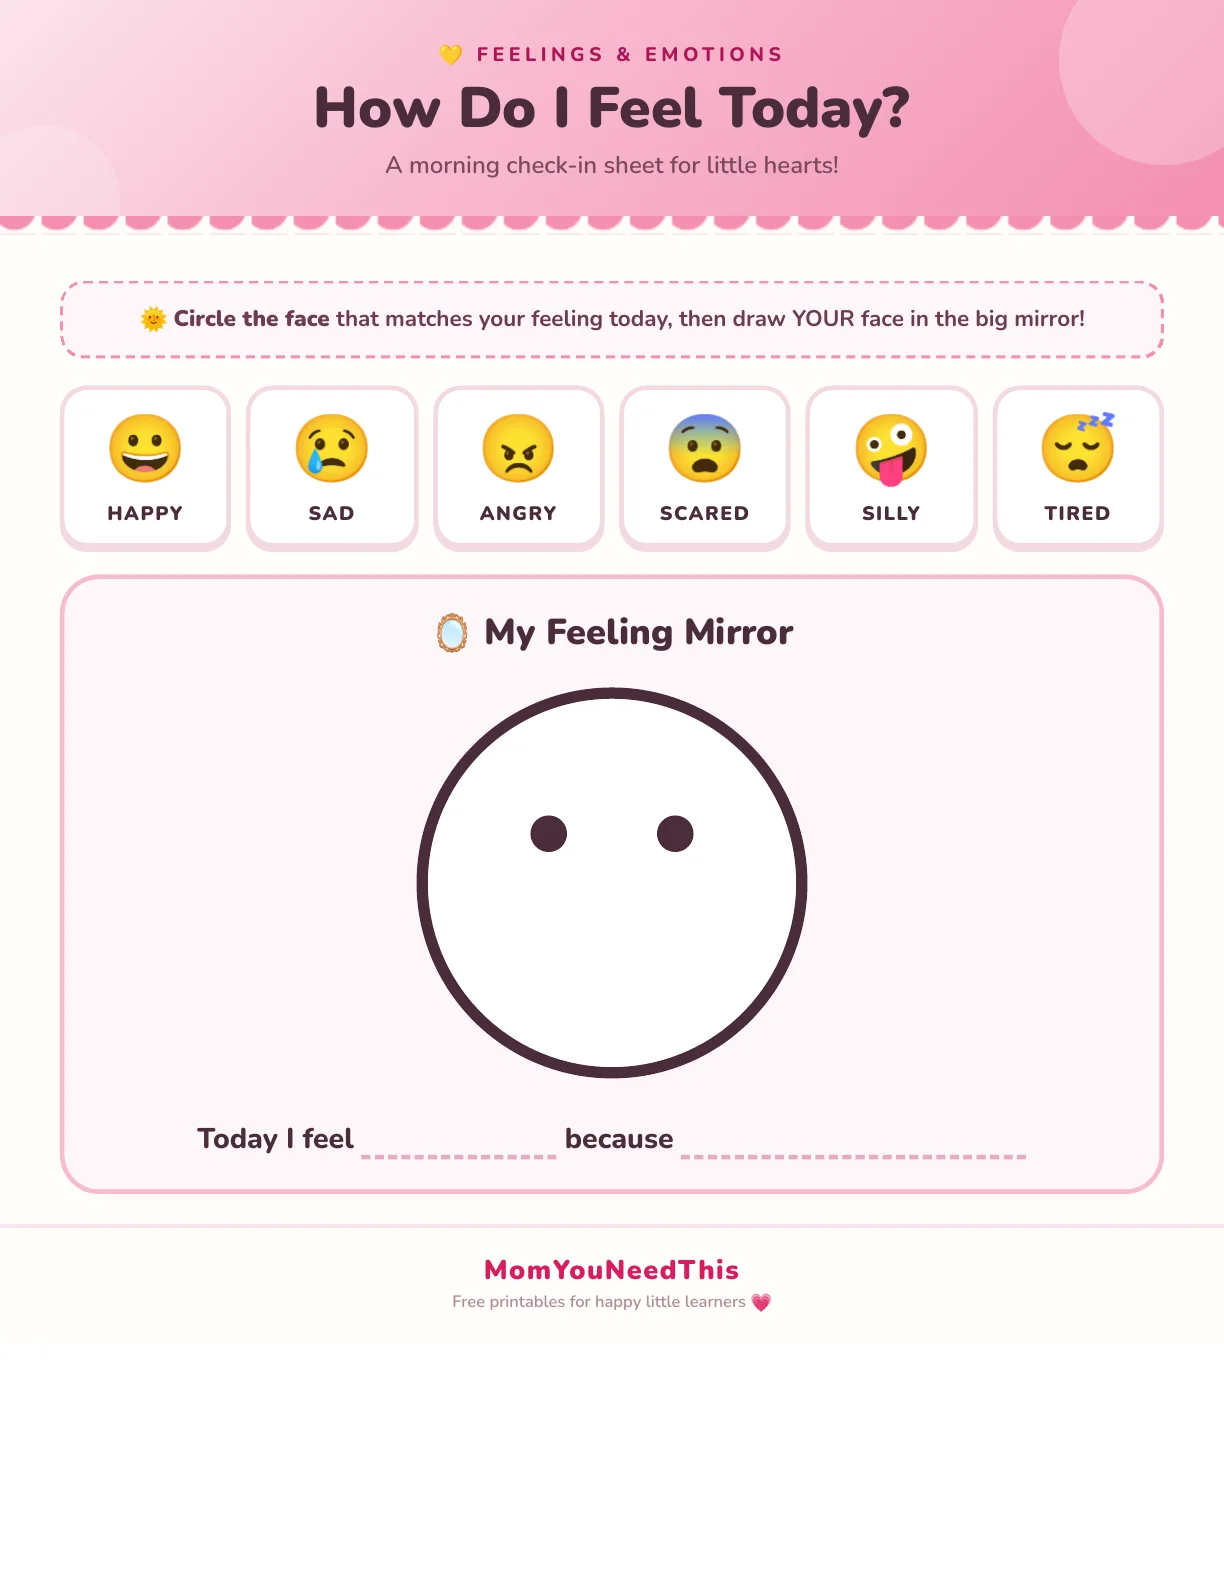 💛 FEELINGS & EMOTIONS
How Do I Feel Today?
A morning check-in sheet for little hearts!
🌞 Circle the face that matches your feeling today, then draw YOUR face in the big mirror!
HAPPY
SAD
ANGRY
SCARED
SILLY
TIRED
🪞 My Feeling Mirror
Today I feel because
MomYouNeedThis
Free printables for happy little learners 💗